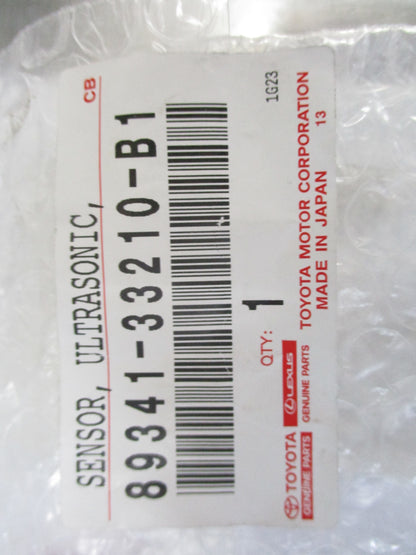 CB
SENSOR, ULTRASONIC,
89341-33210-B1
1G23
QTY: 1
TOYOTA
GENUINE PARTS
LEXUS
GENUINE PARTS
TOYOTA MOTOR CORPORATION
MADE IN JAPAN 13